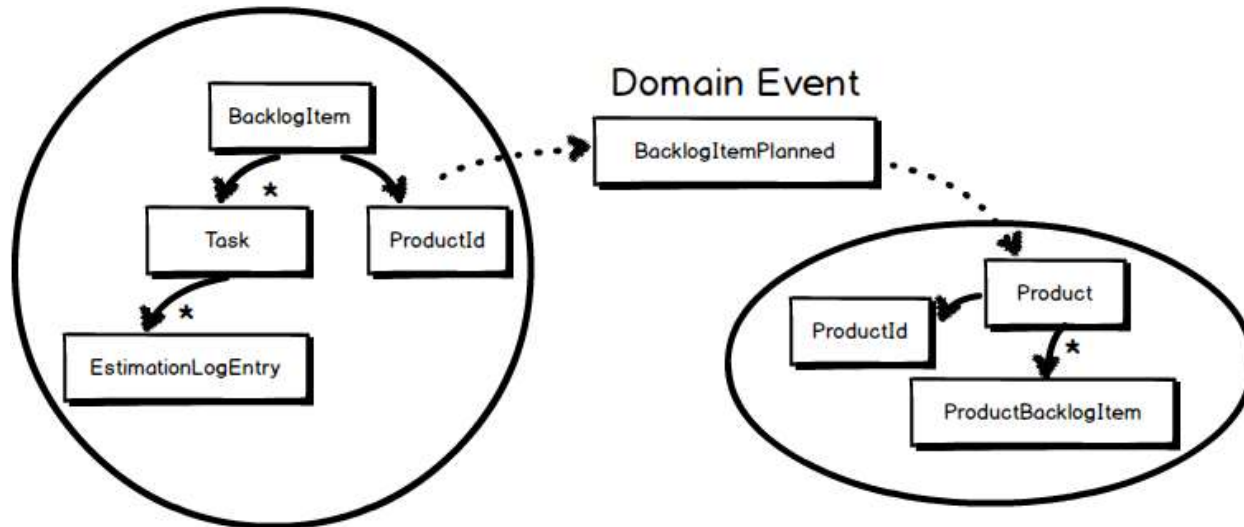 Domain Event
BacklogItem
BacklogItemPlanned
*
Task
ProductId
*
EstimationLogEntry
Product
ProductId
*
ProductBacklogItem